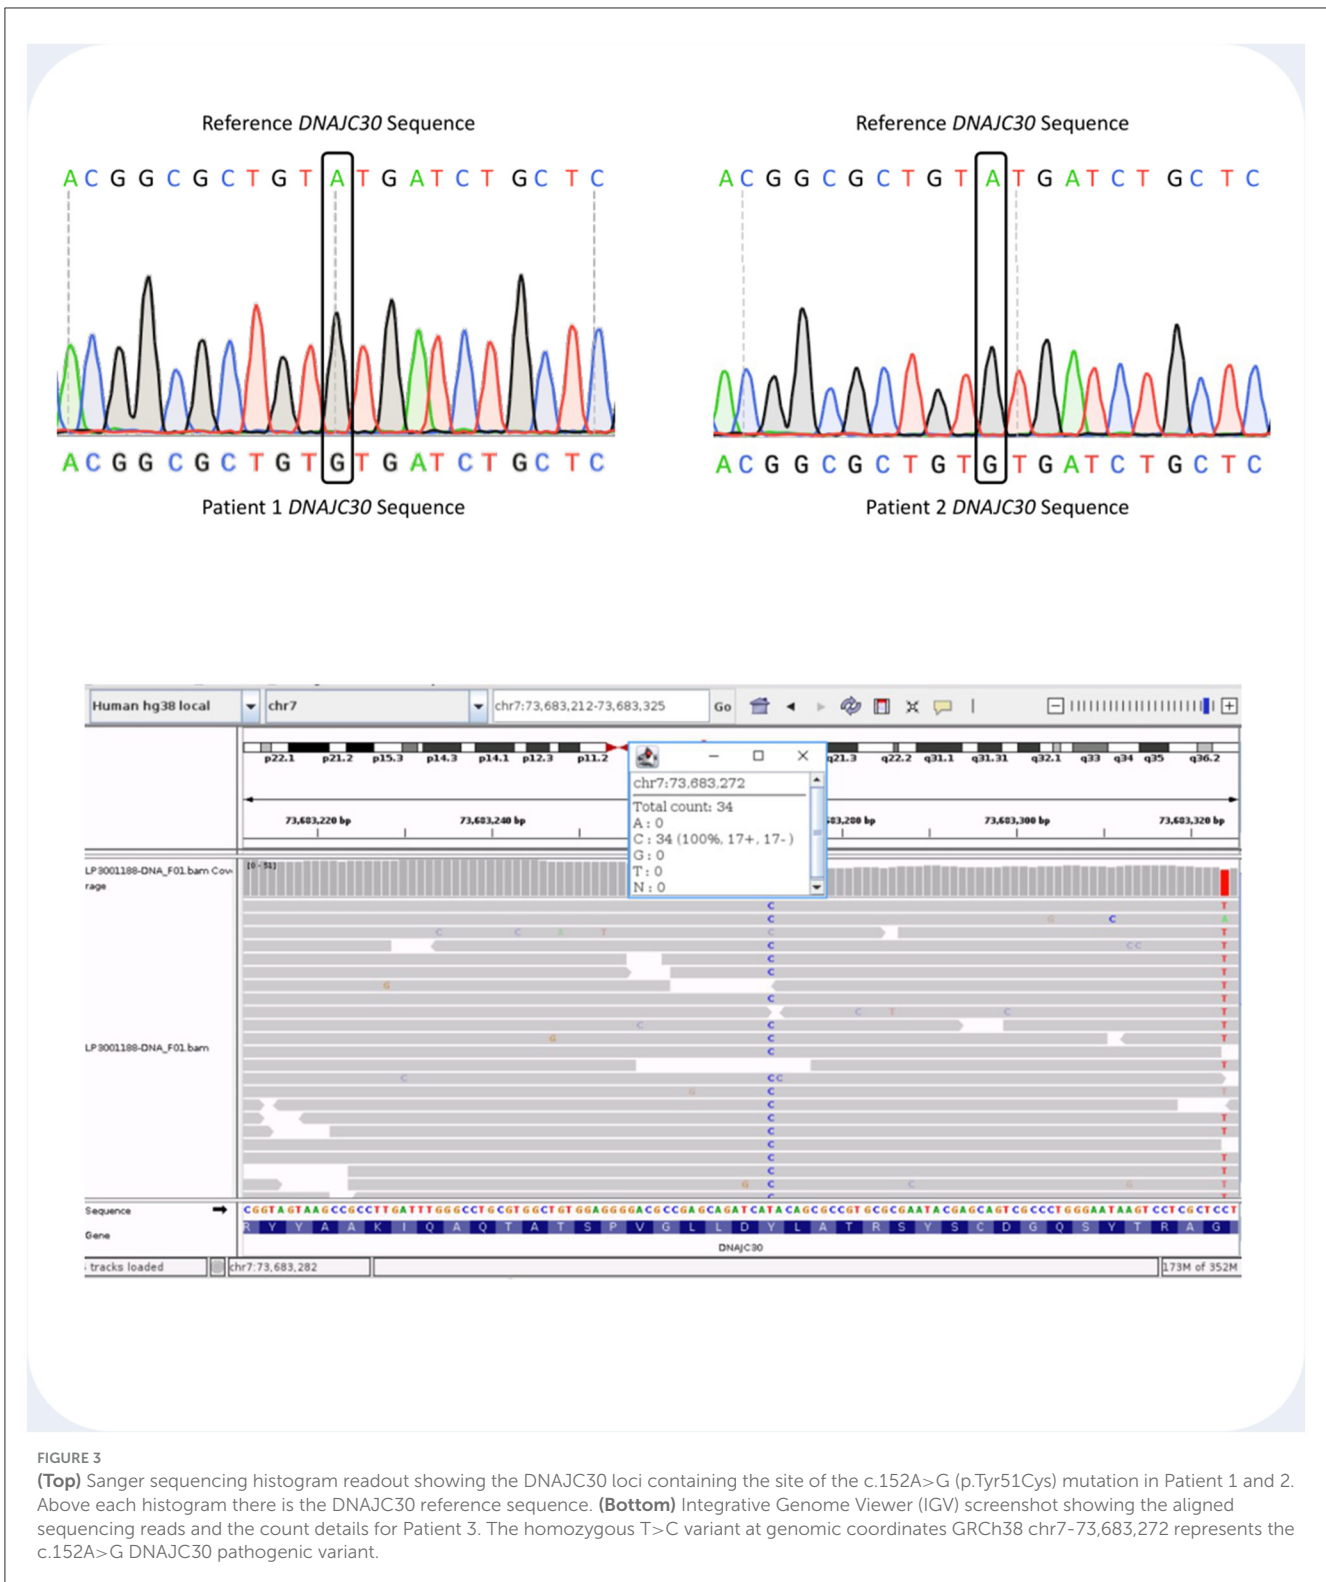 Reference DNAJC30 Sequence
Reference DNAJC30 Sequence
A C G G C G C T G T A T G A T C T G C T C
A C G G C G C T G T A T G A T C T G C T C
A C G G C G C T G T G T G A T C T G C T C
A C G G C G C T G T G T G A T C T G C T C
Patient 1 DNAJC30 Sequence
Patient 2 DNAJC30 Sequence
Human hg38 local
chr7
chr7:73,683,212-73,683,325
Go
p22.1 p21.2 p15.3 p14.3 p14.1 p12.3 p11.2 q21.3 q22.2 q31.1 q31.31 q32.1 q33 q34 q35 q36.2
chr7:73,683,272
Total count: 34
A : 0
C : 34 (100%, 17+, 17- )
G : 0
T : 0
N : 0
73,683,220 bp 73,683,240 bp 683,280 bp 73,683,300 bp 73,683,320 bp
LP3001188-DNA_F01.bam Cove
rage
[0 - 51]
C T
C G C A
C C A T C T
C C C C
C T
C T
G T
C T
C T C T
C C T
G C T
C
T
C C C
G C T
C
C T
C T
C
C T
C T
G C C G T
LP3001188-DNA_F01.bam
Sequence
CGGTAGTAAGCCGCCTTGATTTGGGCCTGCGTGGCTGTGGAGGGGACGCCGAGCAGATCATACAGCGCCGTGCGCGAATACGAGCAGTCGCCCTGGGAATAAGTCCTCGCTCCT
Gene
R Y Y A A K I Q A Q T A T S P V G L L D Y L A T R S Y S C D G Q S Y T R A G
DNAJC30
tracks loaded
chr7:73,683,282
173M of 352M
FIGURE 3
(Top) Sanger sequencing histogram readout showing the DNAJC30 loci containing the site of the c.152A>G (p.Tyr51Cys) mutation in Patient 1 and 2.
Above each histogram there is the DNAJC30 reference sequence. (Bottom) Integrative Genome Viewer (IGV) screenshot showing the aligned
sequencing reads and the count details for Patient 3. The homozygous T>C variant at genomic coordinates GRCh38 chr7-73,683,272 represents the
c.152A>G DNAJC30 pathogenic variant.